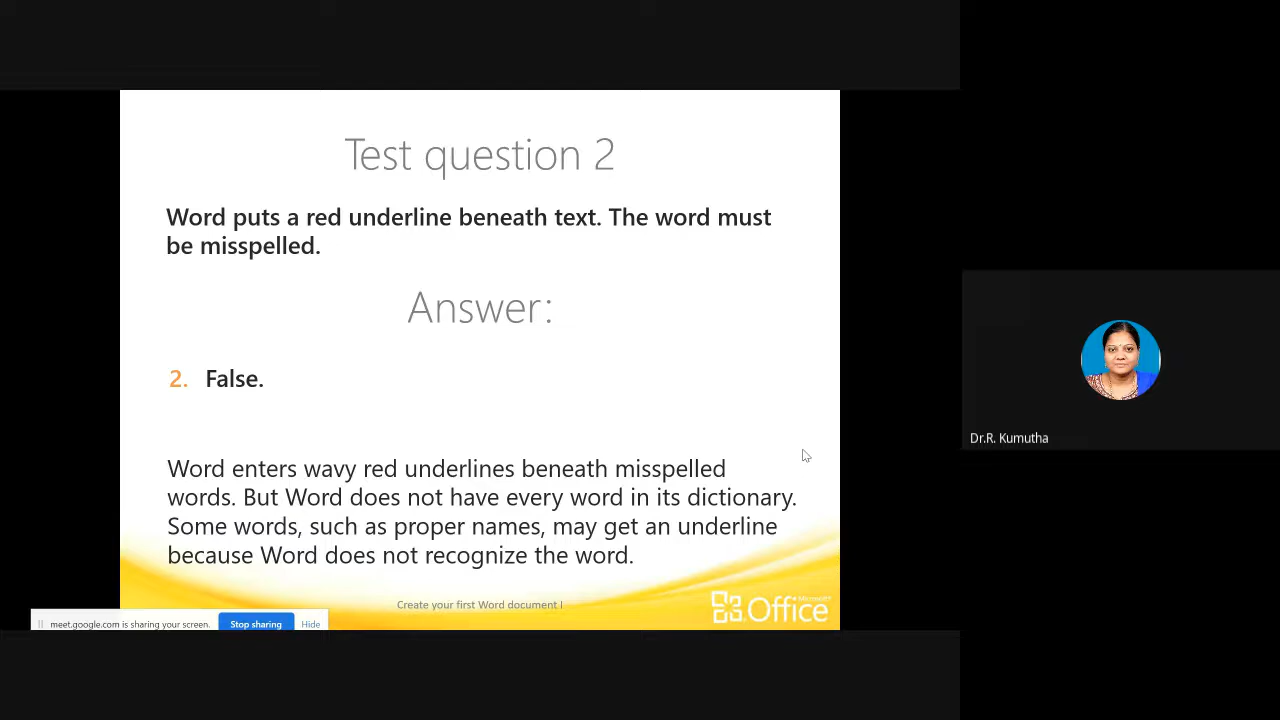 Test question 2
Word puts a red underline beneath text. The word must
be misspelled.
Answer:
2. False.
Word enters wavy red underlines beneath misspelled
words. But Word does not have every word in its dictionary.
Some words, such as proper names, may get an underline
because Word does not recognize the word.
Create your first Word document I
Microsoft
Office
meet.google.com is sharing your screen. Stop sharing Hide
Dr.R. Kumutha